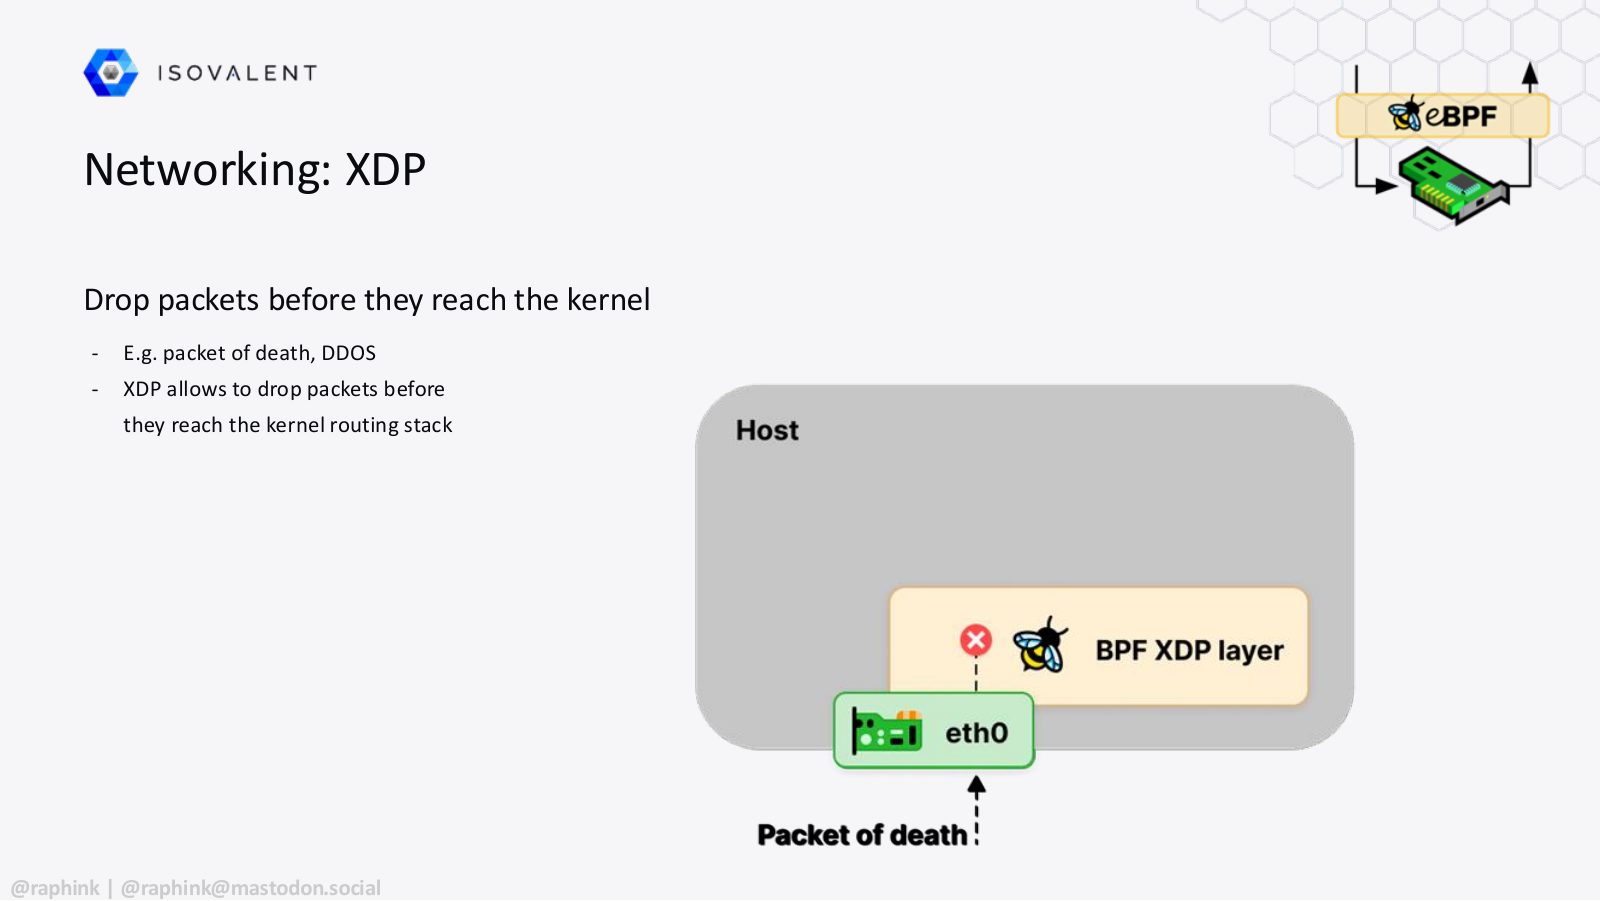 ISOVALENT
eBPF
Networking: XDP
Drop packets before they reach the kernel
- E.g. packet of death, DDOS
- XDP allows to drop packets before
they reach the kernel routing stack
Host
BPF XDP layer
eth0
Packet of death
@raphink | @raphink@mastodon.social